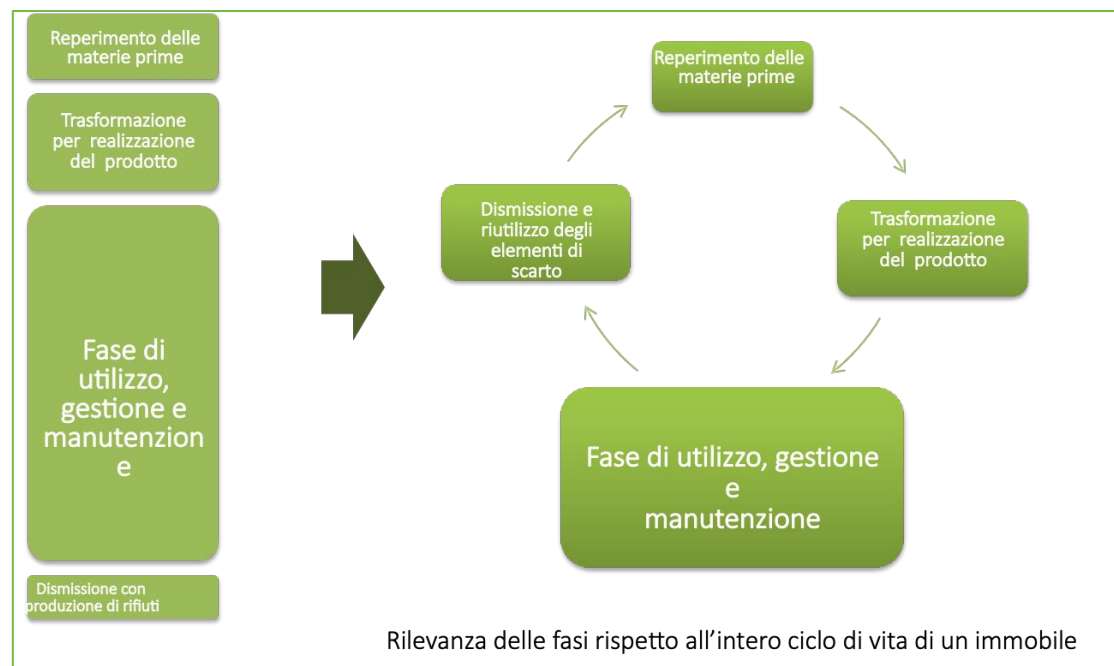 Reperimento delle
materie prime
Trasformazione
per realizzazione
del prodotto
Fase di
utilizzo,
gestione e
manutenzion
e
Dismissione con
produzione di rifiuti
Reperimento delle
materie prime
Trasformazione
per realizzazione
del prodotto
Fase di utilizzo, gestione
e
manutenzione
Dismissione e
riutilizzo degli
elementi di
scarto
Rilevanza delle fasi rispetto all’intero ciclo di vita di un immobile